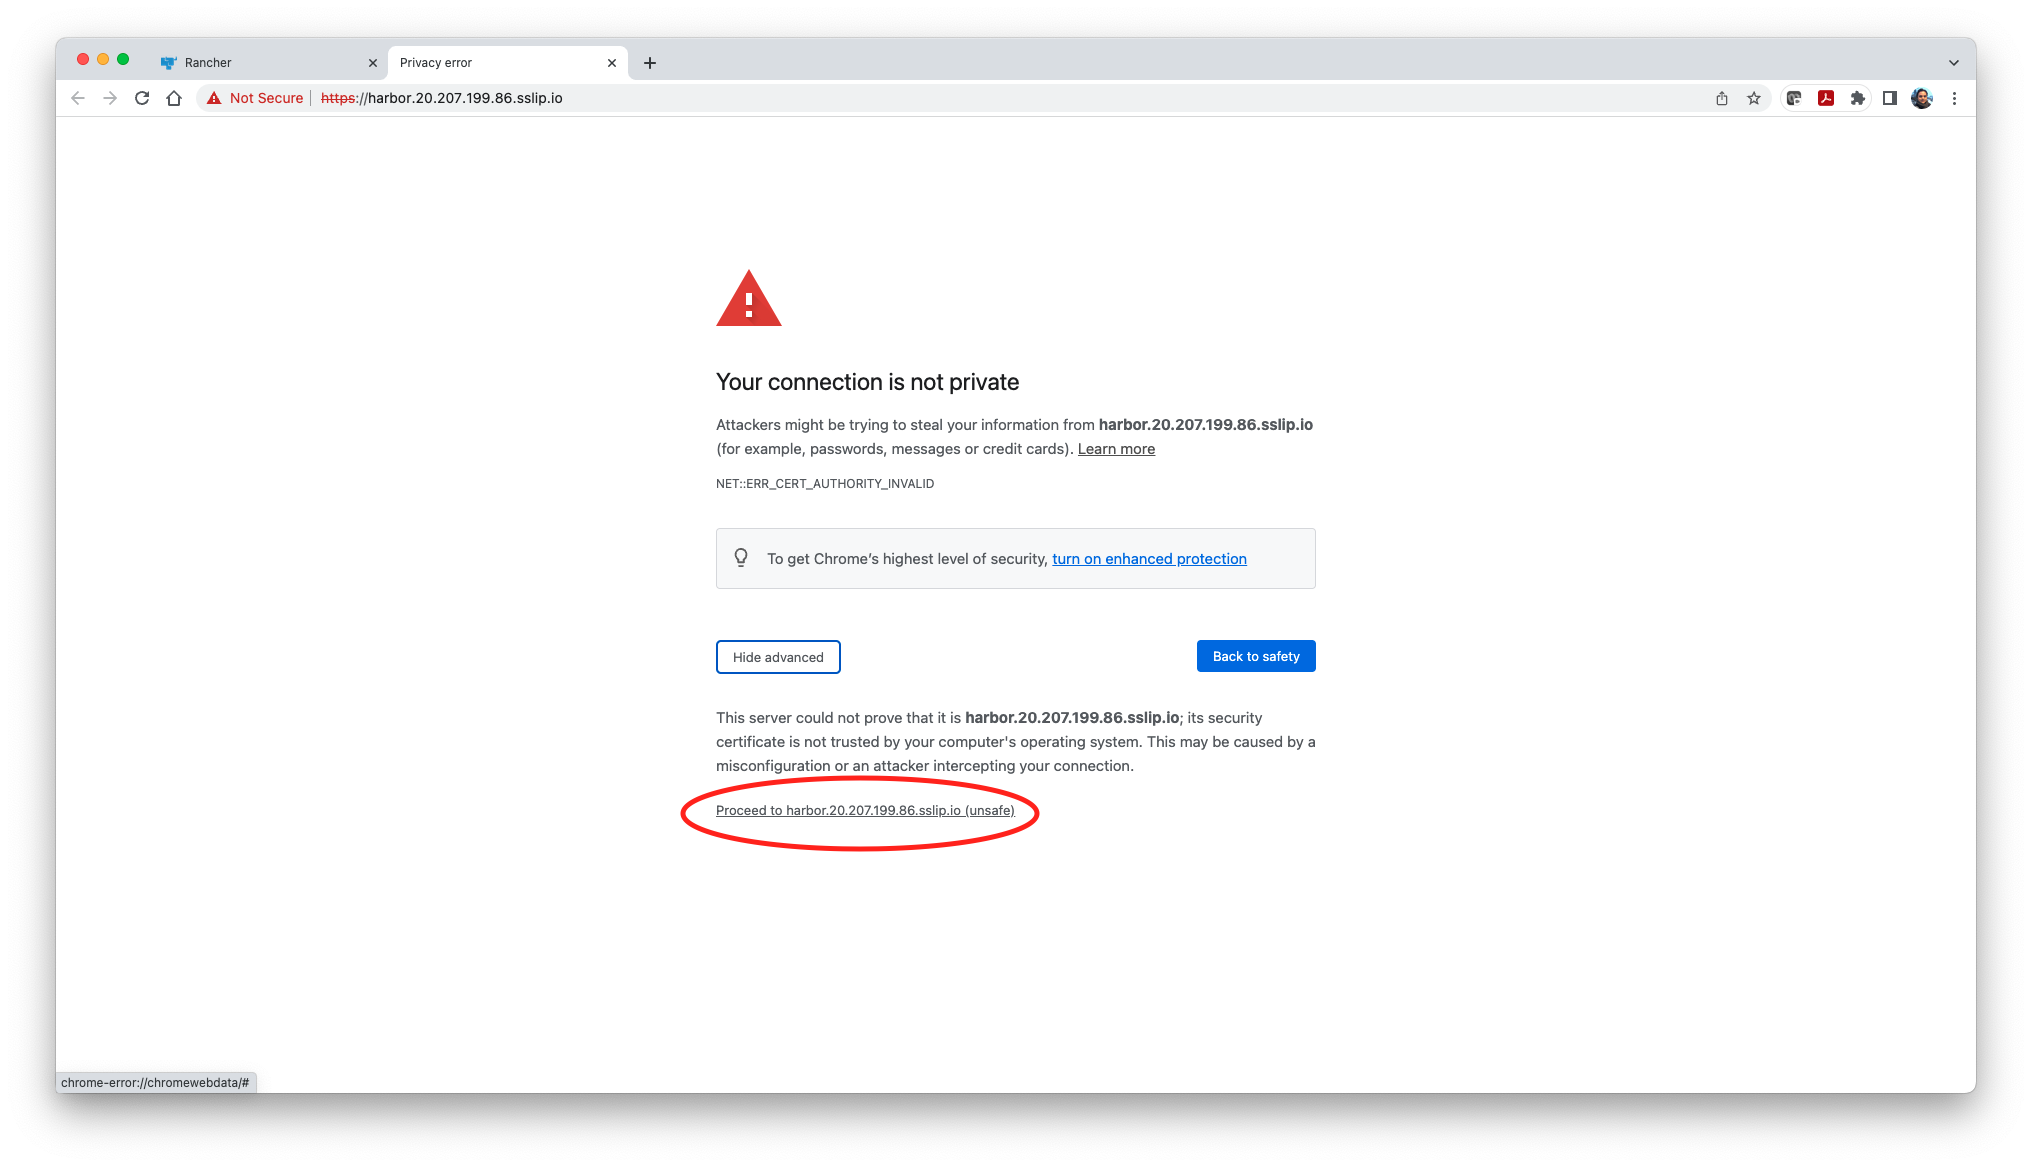 Rancher
Privacy error
Not Secure
https://harbor.20.207.199.86.sslip.io
Your connection is not private
Attackers might be trying to steal your information from harbor.20.207.199.86.sslip.io
(for example, passwords, messages or credit cards). Learn more
NET::ERR_CERT_AUTHORITY_INVALID
To get Chrome’s highest level of security, turn on enhanced protection
Hide advanced
Back to safety
This server could not prove that it is harbor.20.207.199.86.sslip.io; its security
certificate is not trusted by your computer's operating system. This may be caused by a
misconfiguration or an attacker intercepting your connection.
Proceed to harbor.20.207.199.86.sslip.io (unsafe)
chrome-error://chromewebdata/#